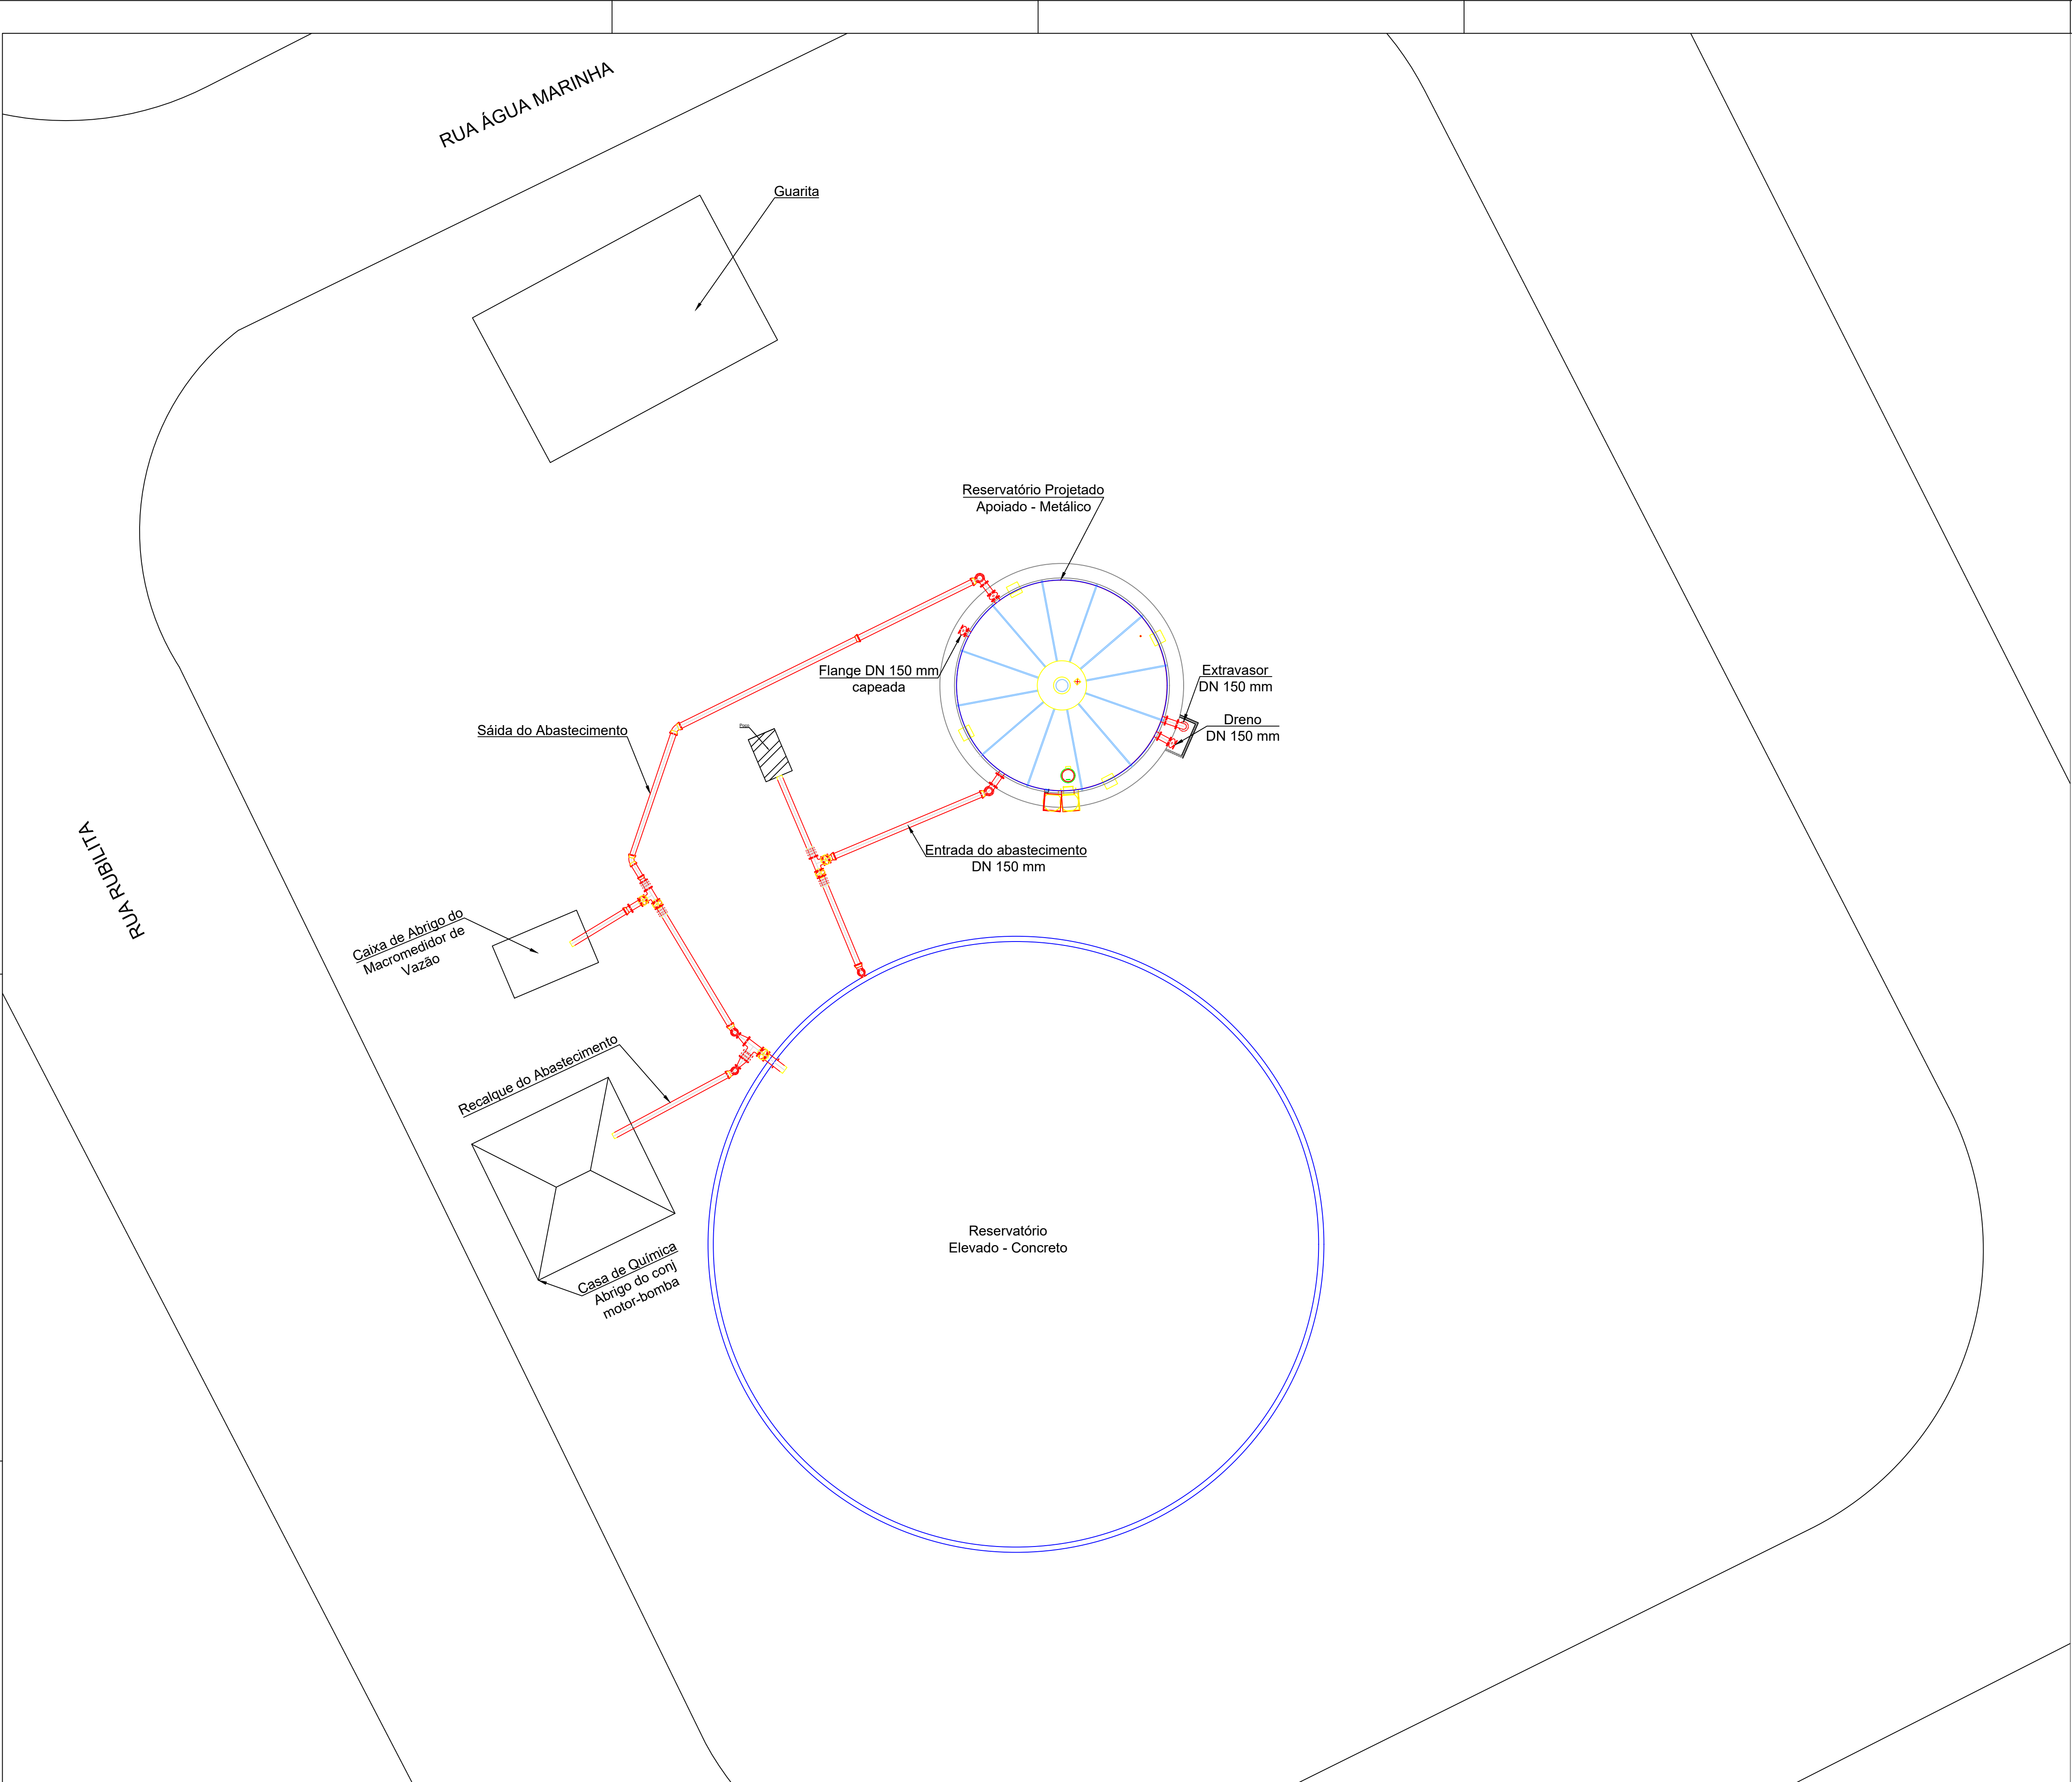 RUA ÁGUA MARINHA
Guarita
Reservatório Projetado
Apoiado - Metálico
Flange DN 150 mm
capeada
Extravasor
DN 150 mm
Dreno
DN 150 mm
Sáida do Abastecimento
Entrada do abastecimento
DN 150 mm
RUA RUBILITA
Caixa de Abrigo do
Macromedidor de
Vazão
Recalque do Abastecimento
Casa de Química
Abrigo do conj
motor-bomba
Reservatório
Elevado - Concreto